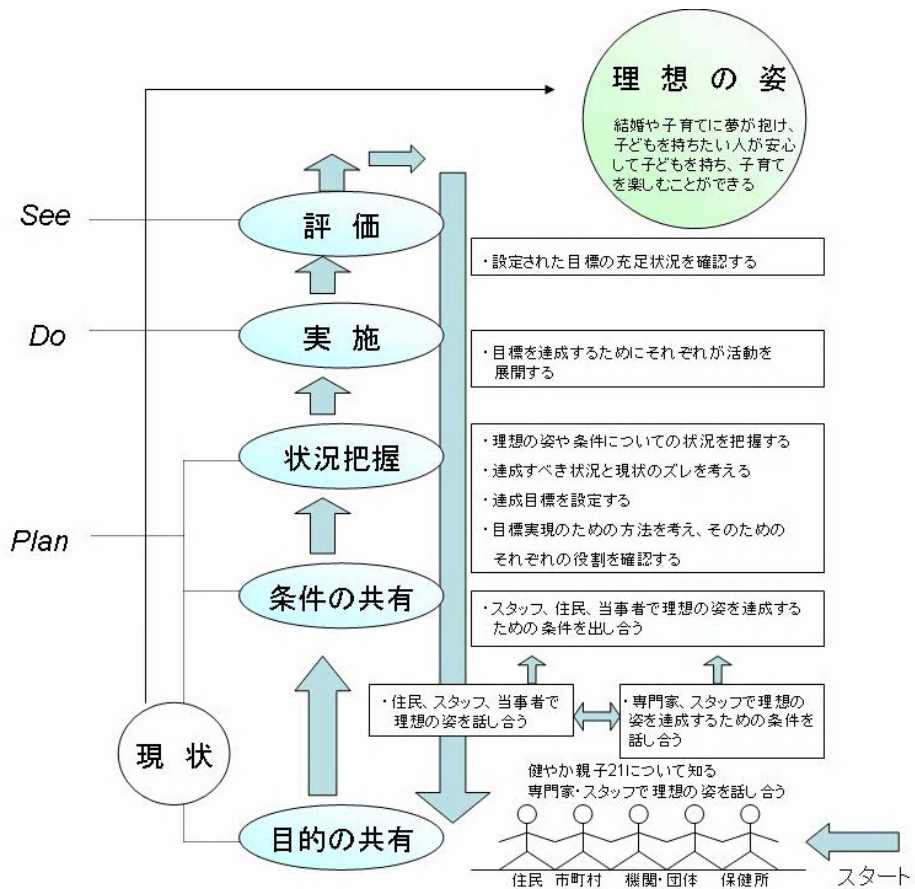 理想の姿
結婚や子育てに夢が抱け、
子どもを持ちたい人が安心
して子どもを持ち、子育て
を楽しむことができる
See
評価
・設定された目標の充足状況を確認する
Do
実施
・目標を達成するためにそれぞれが活動を
展開する
状況把握
・理想の姿や条件についての状況を把握する
・達成すべき状況と現状のズレを考える
・達成目標を設定する
・目標実現のための方法を考え、そのための
それぞれの役割を確認する
Plan
条件の共有
・スタッフ、住民、当事者で理想の姿を達成する
ための条件を出し合う
・住民、スタッフ、当事者で
理想の姿を話し合う
・専門家、スタッフで理想の
姿を達成するための条件を
話し合う
現状
健やか親子21について知る
専門家・スタッフで理想の姿を話し合う
目的の共有
住民 市町村 機関・団体 保健所
スタート